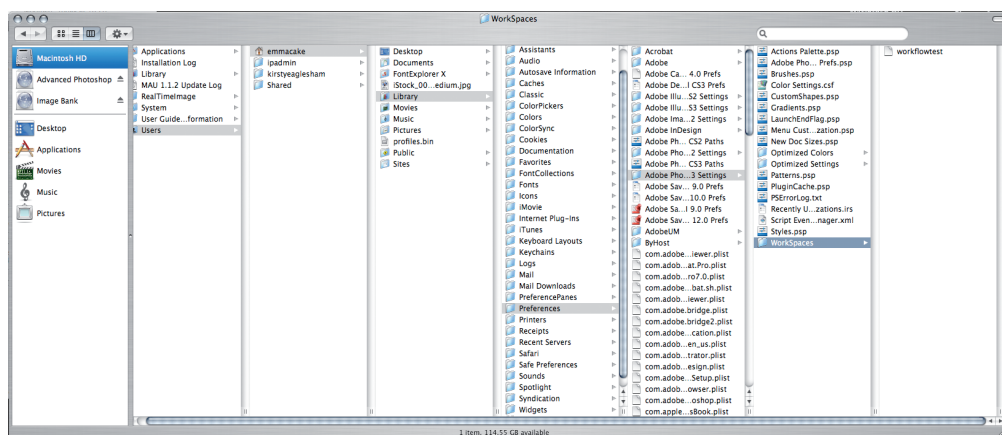 WorkSpaces
Macintosh HD
Advanced Photoshop
Image Bank
Desktop
Applications
Movies
Music
Pictures
Applications
Installation Log
Library
MAU 1.1.2 Update Log
RealTimeImage
System
User Guide...formation
Users
emmacake
ipadmin
kirstyeaglesham
Shared
Desktop
Documents
FontExplorer X
iStock_00...edium.jpg
Library
Movies
Music
Pictures
profiles.bin
Public
Sites
Assistants
Audio
Autosave Information
Caches
Classic
ColorPickers
Colors
ColorSync
Cookies
Documentation
Favorites
FontCollections
Fonts
Icons
iMovie
Internet Plug-Ins
iTunes
Keyboard Layouts
Keychains
Logs
Mail
Mail Downloads
PreferencePanes
Preferences
Printers
Receipts
Recent Servers
Safari
Safe Preferences
Sounds
Spotlight
Syndication
Widgets
Acrobat
Adobe
Adobe Ca... 4.0 Prefs
Adobe De...l CS3 Prefs
Adobe Illu...S2 Settings
Adobe Illu...S3 Settings
Adobe Ima...2 Settings
Adobe InDesign
Adobe Ph... CS2 Paths
Adobe Pho...2 Settings
Adobe Ph... CS3 Paths
Adobe Pho...3 Settings
Adobe Sav... 9.0 Prefs
Adobe Sav...10.0 Prefs
Adobe Sa...l 9.0 Prefs
Adobe Sav... 12.0 Prefs
AdobeUM
ByHost
com.adobe...iewer.plist
com.adob...at.Pro.plist
com.adob...ro7.0.plist
com.adobe...bat.sh.plist
com.adob...iewer.plist
com.adobe.bridge.plist
com.adobe.bridge2.plist
com.adobe...cation.plist
com.adob...en_us.plist
com.adob...trator.plist
com.adob...esign.plist
com.adobe...Setup.plist
com.adob...owser.plist
com.adobe...oshop.plist
com.apple...sBook.plist
Actions Palette.psp
Adobe Pho... Prefs.psp
Brushes.psp
Color Settings.csf
CustomShapes.psp
Gradients.psp
LaunchEndFlag.psp
Menu Cust...zation.psp
New Doc Sizes.psp
Optimized Colors
Optimized Settings
Patterns.psp
PluginCache.psp
PSErrorLog.txt
Recently U...zations.irs
Script Even...nager.xml
Styles.psp
WorkSpaces
workflowtest
1 item, 114.55 GB available